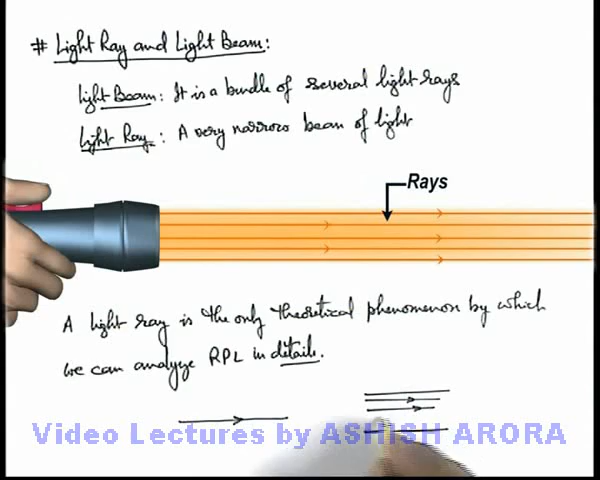 # Light Ray and Light Beam:
Light Beam: It is a bundle of several light rays
Light Ray: A very narrow beam of light
Rays
A light ray is the only theoretical phenomenon by which
we can analyze RPL in details.
Video Lectures by ASHISH ARORA